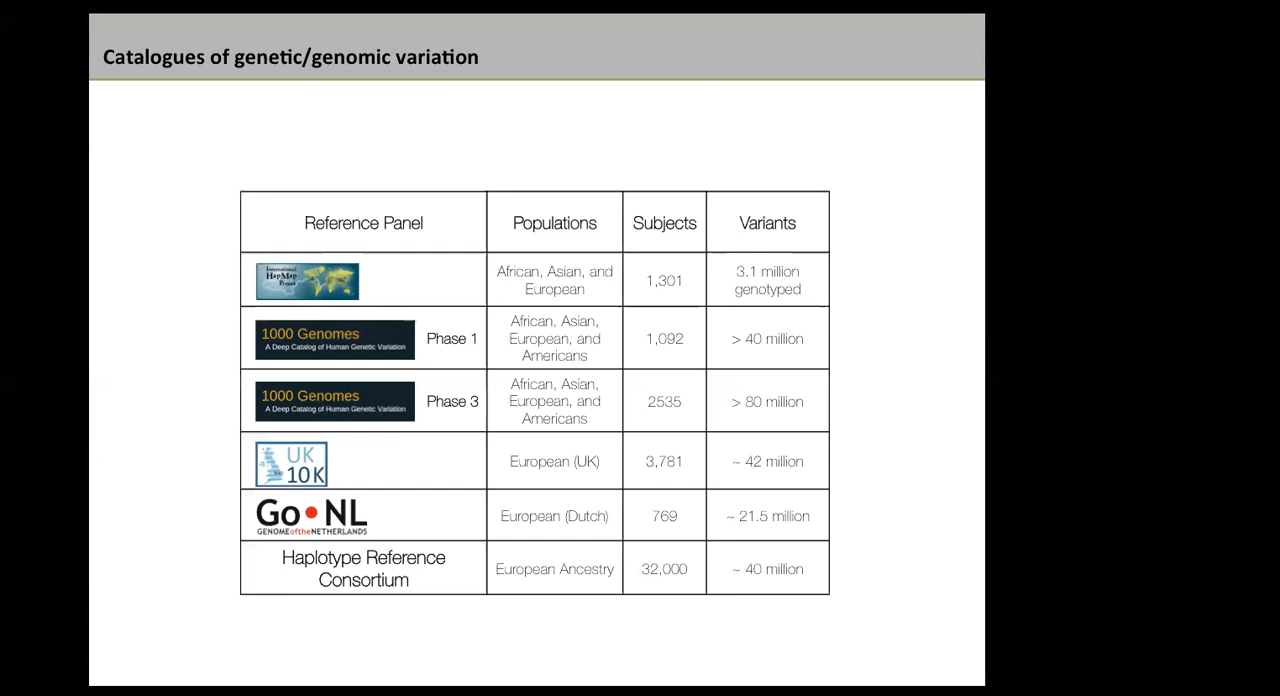 Catalogues of genetic/genomic variation
Reference Panel Populations Subjects Variants
International
HapMap
Project
African, Asian, and
European
1,301
3.1 million
genotyped
1000 Genomes
A Deep Catalog of Human Genetic Variation
Phase 1
African, Asian,
European, and
Americans
1,092
> 40 million
1000 Genomes
A Deep Catalog of Human Genetic Variation
Phase 3
African, Asian,
European, and
Americans
2535
> 80 million
UK
10K
European (UK)
3,781
~ 42 million
Go NL
GENOMEoftheNETHERLANDS
European (Dutch)
769
~ 21.5 million
Haplotype Reference
Consortium
European Ancestry
32,000
~ 40 million